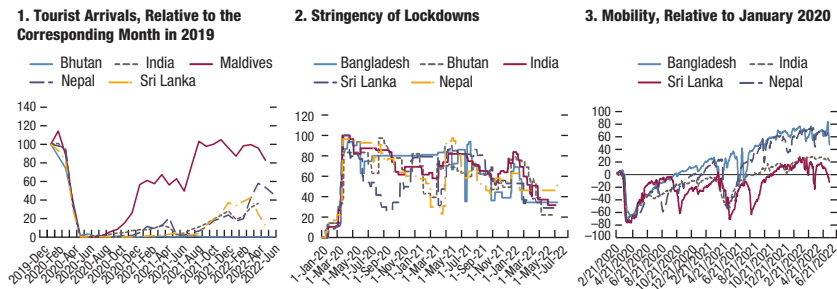 1. Tourist Arrivals, Relative to the
Corresponding Month in 2019
Bhutan India Maldives
Nepal Sri Lanka
140
120
100
80
60
40
20
0
2019-Dec
2020-Feb
2020-Apr
2020-Jun
2020-Aug
2020-Oct
2020-Dec
2021-Feb
2021-Apr
2021-Jun
2021-Aug
2021-Oct
2021-Dec
2022-Feb
2022-Apr
2022-Jun
2. Stringency of Lockdowns
Bangladesh Bhutan India
Sri Lanka Nepal
120
100
80
60
40
20
0
1-Jan-20
1-Mar-20
1-May-20
1-Jul-20
1-Sep-20
1-Nov-20
1-Jan-21
1-Mar-21
1-May-21
1-Jul-21
1-Sep-21
1-Nov-21
1-Jan-22
1-Mar-22
1-May-22
1-Jul-22
3. Mobility, Relative to January 2020
Bangladesh India
Sri Lanka Nepal
100
80
60
40
20
0
−20
−40
−60
−80
−100
2/21/2020
4/21/2020
6/21/2020
8/21/2020
10/21/2020
12/21/2020
2/21/2021
4/21/2021
6/21/2021
8/21/2021
10/21/2021
12/21/2021
2/21/2022
4/21/2022
6/21/2022